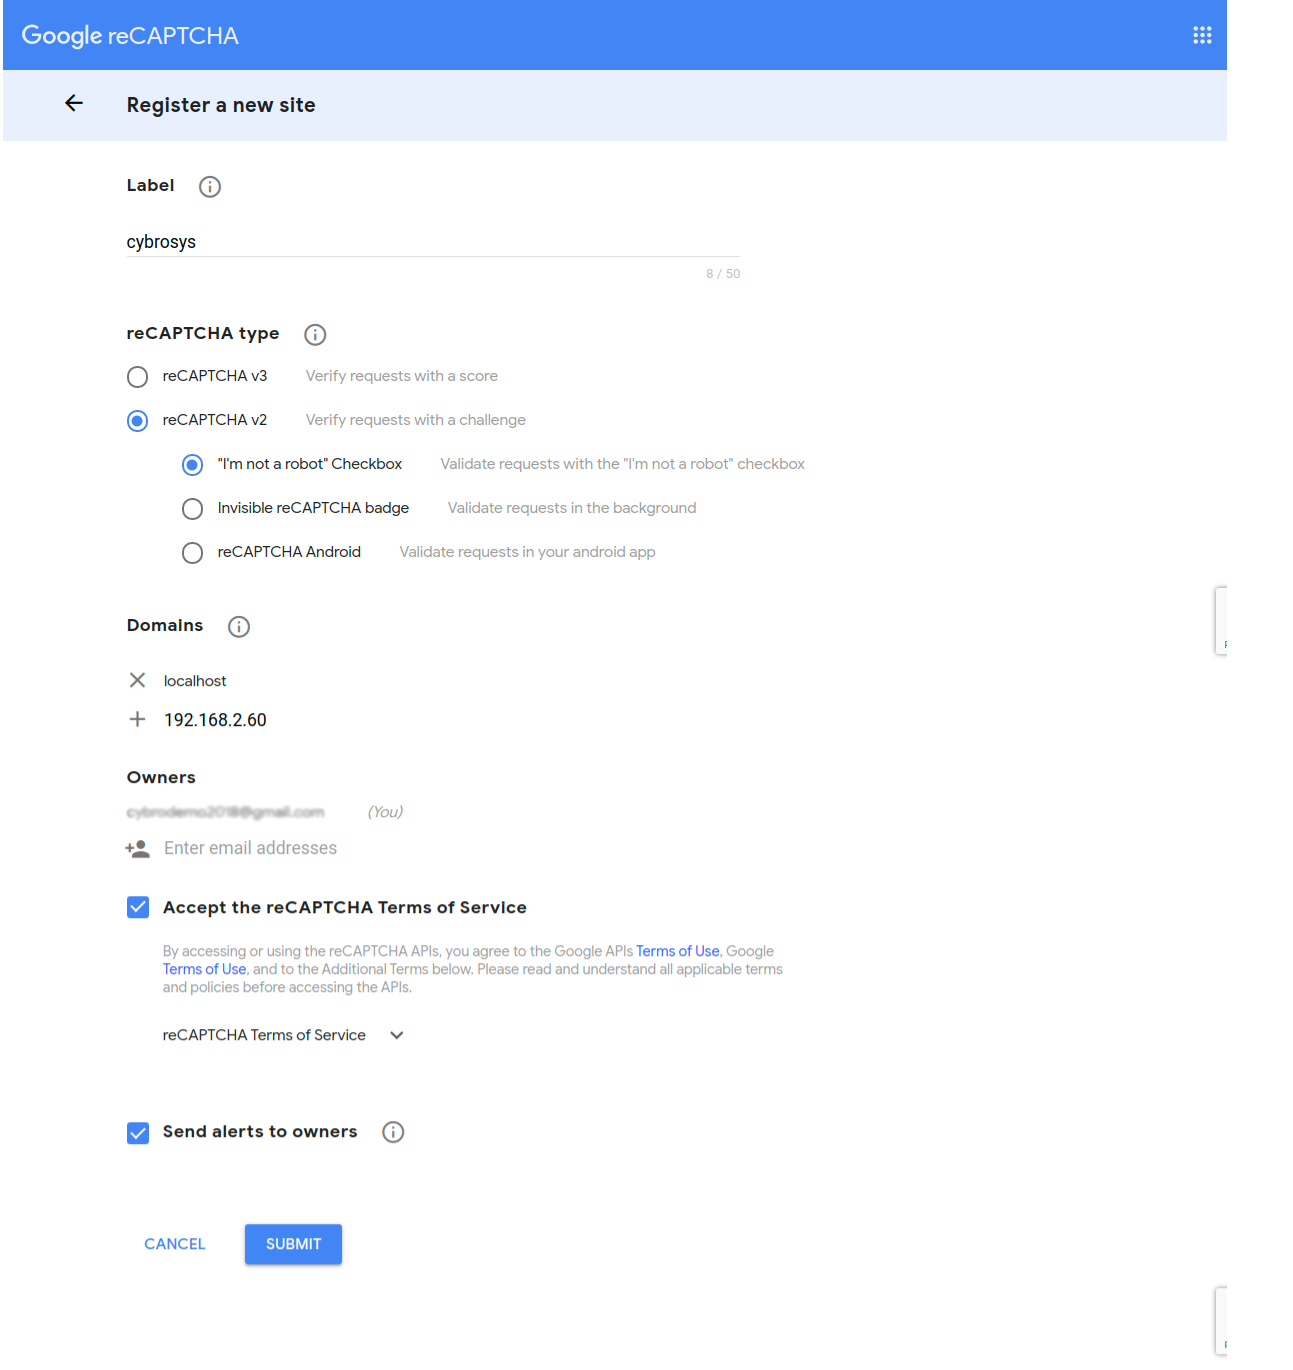 Google reCAPTCHA
Register a new site
Label
cybrosys
8 / 50
reCAPTCHA type
reCAPTCHA v3 Verify requests with a score
reCAPTCHA v2 Verify requests with a challenge
"I'm not a robot" Checkbox Validate requests with the "I'm not a robot" checkbox
Invisible reCAPTCHA badge Validate requests in the background
reCAPTCHA Android Validate requests in your android app
Domains
localhost
192.168.2.60
Owners
(You)
Enter email addresses
Accept the reCAPTCHA Terms of Service
By accessing or using the reCAPTCHA APIs, you agree to the Google APIs Terms of Use, Google
Terms of Use, and to the Additional Terms below. Please read and understand all applicable terms
and policies before accessing the APIs.
reCAPTCHA Terms of Service
Send alerts to owners
CANCEL SUBMIT